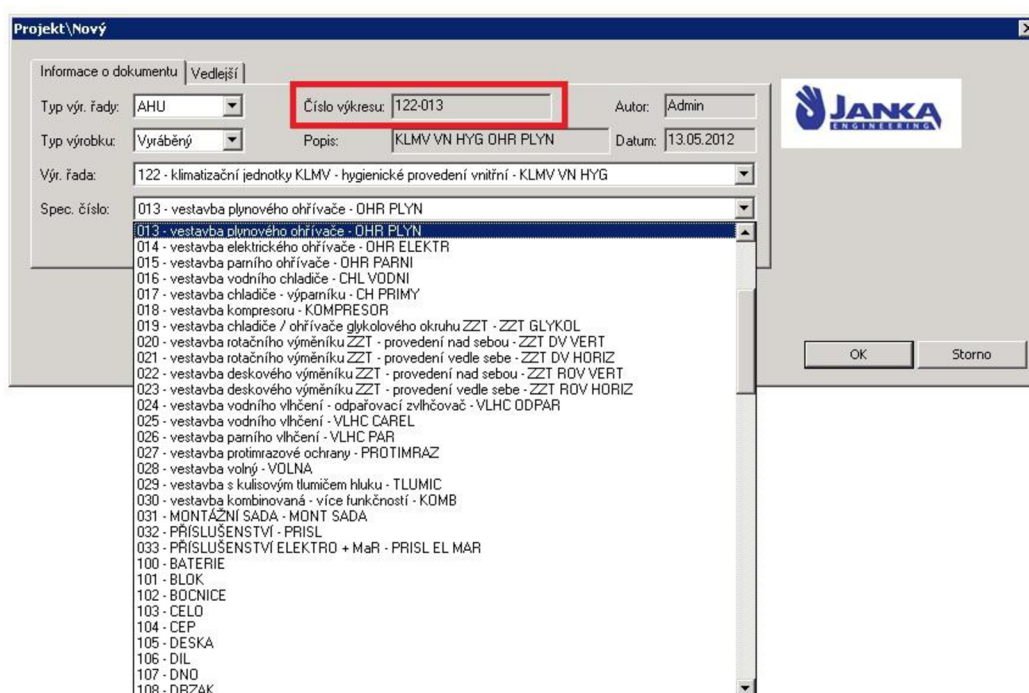 Projekt\Nový
Informace o dokumentu Vedlejší
Typ výr. řady: AHU Číslo výkresu: 122-013 Autor: Admin
Typ výrobku: Vyráběný Popis: KLMV VN HYG OHR PLYN Datum: 13.05.2012
JANKA
ENGINEERING
Výr. řada: 122 - klimatizační jednotky KLMV - hygienické provedení vnitřní - KLMV VN HYG
Spec. číslo: 013 - vestavba plynového ohřívače - OHR PLYN
013 - vestavba plynového ohřívače - OHR PLYN
014 - vestavba elektrického ohřívače - OHR ELEKTR
015 - vestavba parního ohřívače - OHR PARNI
016 - vestavba vodního chladiče - CHL VODNI
017 - vestavba chladiče - výparníku - CH PRIMY
018 - vestavba kompresoru - KOMPRESOR
019 - vestavba chladiče / ohřívače glykolového okruhu ZZT - ZZT GLYKOL
020 - vestavba rotačního výměníku ZZT - provedení nad sebou - ZZT DV VERT
021 - vestavba rotačního výměníku ZZT - provedení vedle sebe - ZZT DV HORIZ
022 - vestavba deskového výměníku ZZT - provedení nad sebou - ZZT ROV VERT
023 - vestavba deskového výměníku ZZT - provedení vedle sebe - ZZT ROV HORIZ
024 - vestavba vodního vlhčení - odpařovací zvlhčovač - VLHC ODPAR
025 - vestavba vodního vlhčení - VLHC CAREL
026 - vestavba parního vlhčení - VLHC PAR
027 - vestavba protimrazové ochrany - PROTIMRAZ
028 - vestavba volný - VOLNA
029 - vestavba s kulisovým tlumičem hluku - TLUMIC
030 - vestavba kombinovaná - více funkčností - KOMB
031 - MONTÁŽNÍ SADA - MONT SADA
032 - PŘÍSLUŠENSTVÍ - PRISL
033 - PŘÍSLUŠENSTVÍ ELEKTRO + MaR - PRISL EL MAR
100 - BATERIE
101 - BLOK
102 - BOCNICE
103 - CELO
104 - CEP
105 - DESKA
106 - DIL
107 - DNO
108 - DRZAK
OK Storno